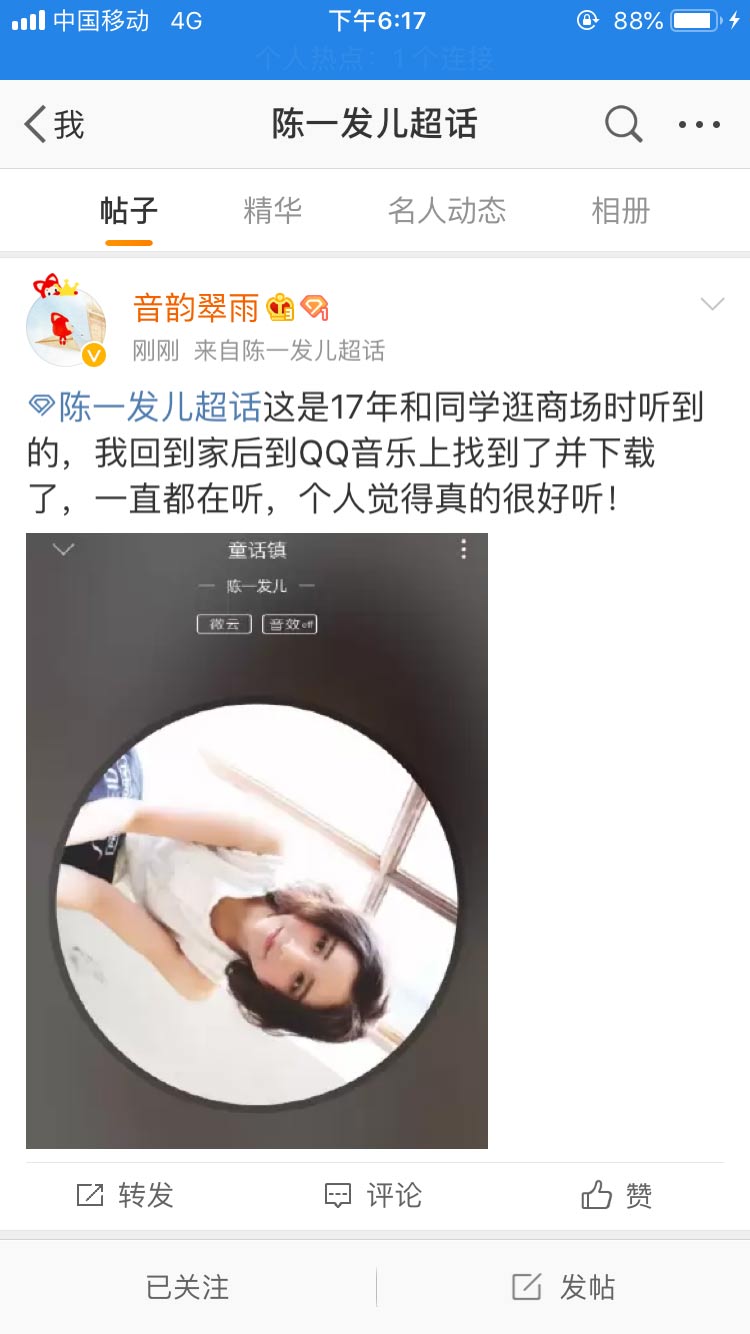 中国移动 4G 下午6:17 88%
个人热点：1个连接
我 陈一发儿超话
帖子 精华 名人动态 相册
音韵翠雨
刚刚 来自陈一发儿超话
陈一发儿超话这是17年和同学逛商场时听到
的，我回到家后到QQ音乐上找到了并下载
了，一直都在听，个人觉得真的很好听！
童话镇
陈一发儿
微云 音效off
转发 评论 赞
已关注 发帖